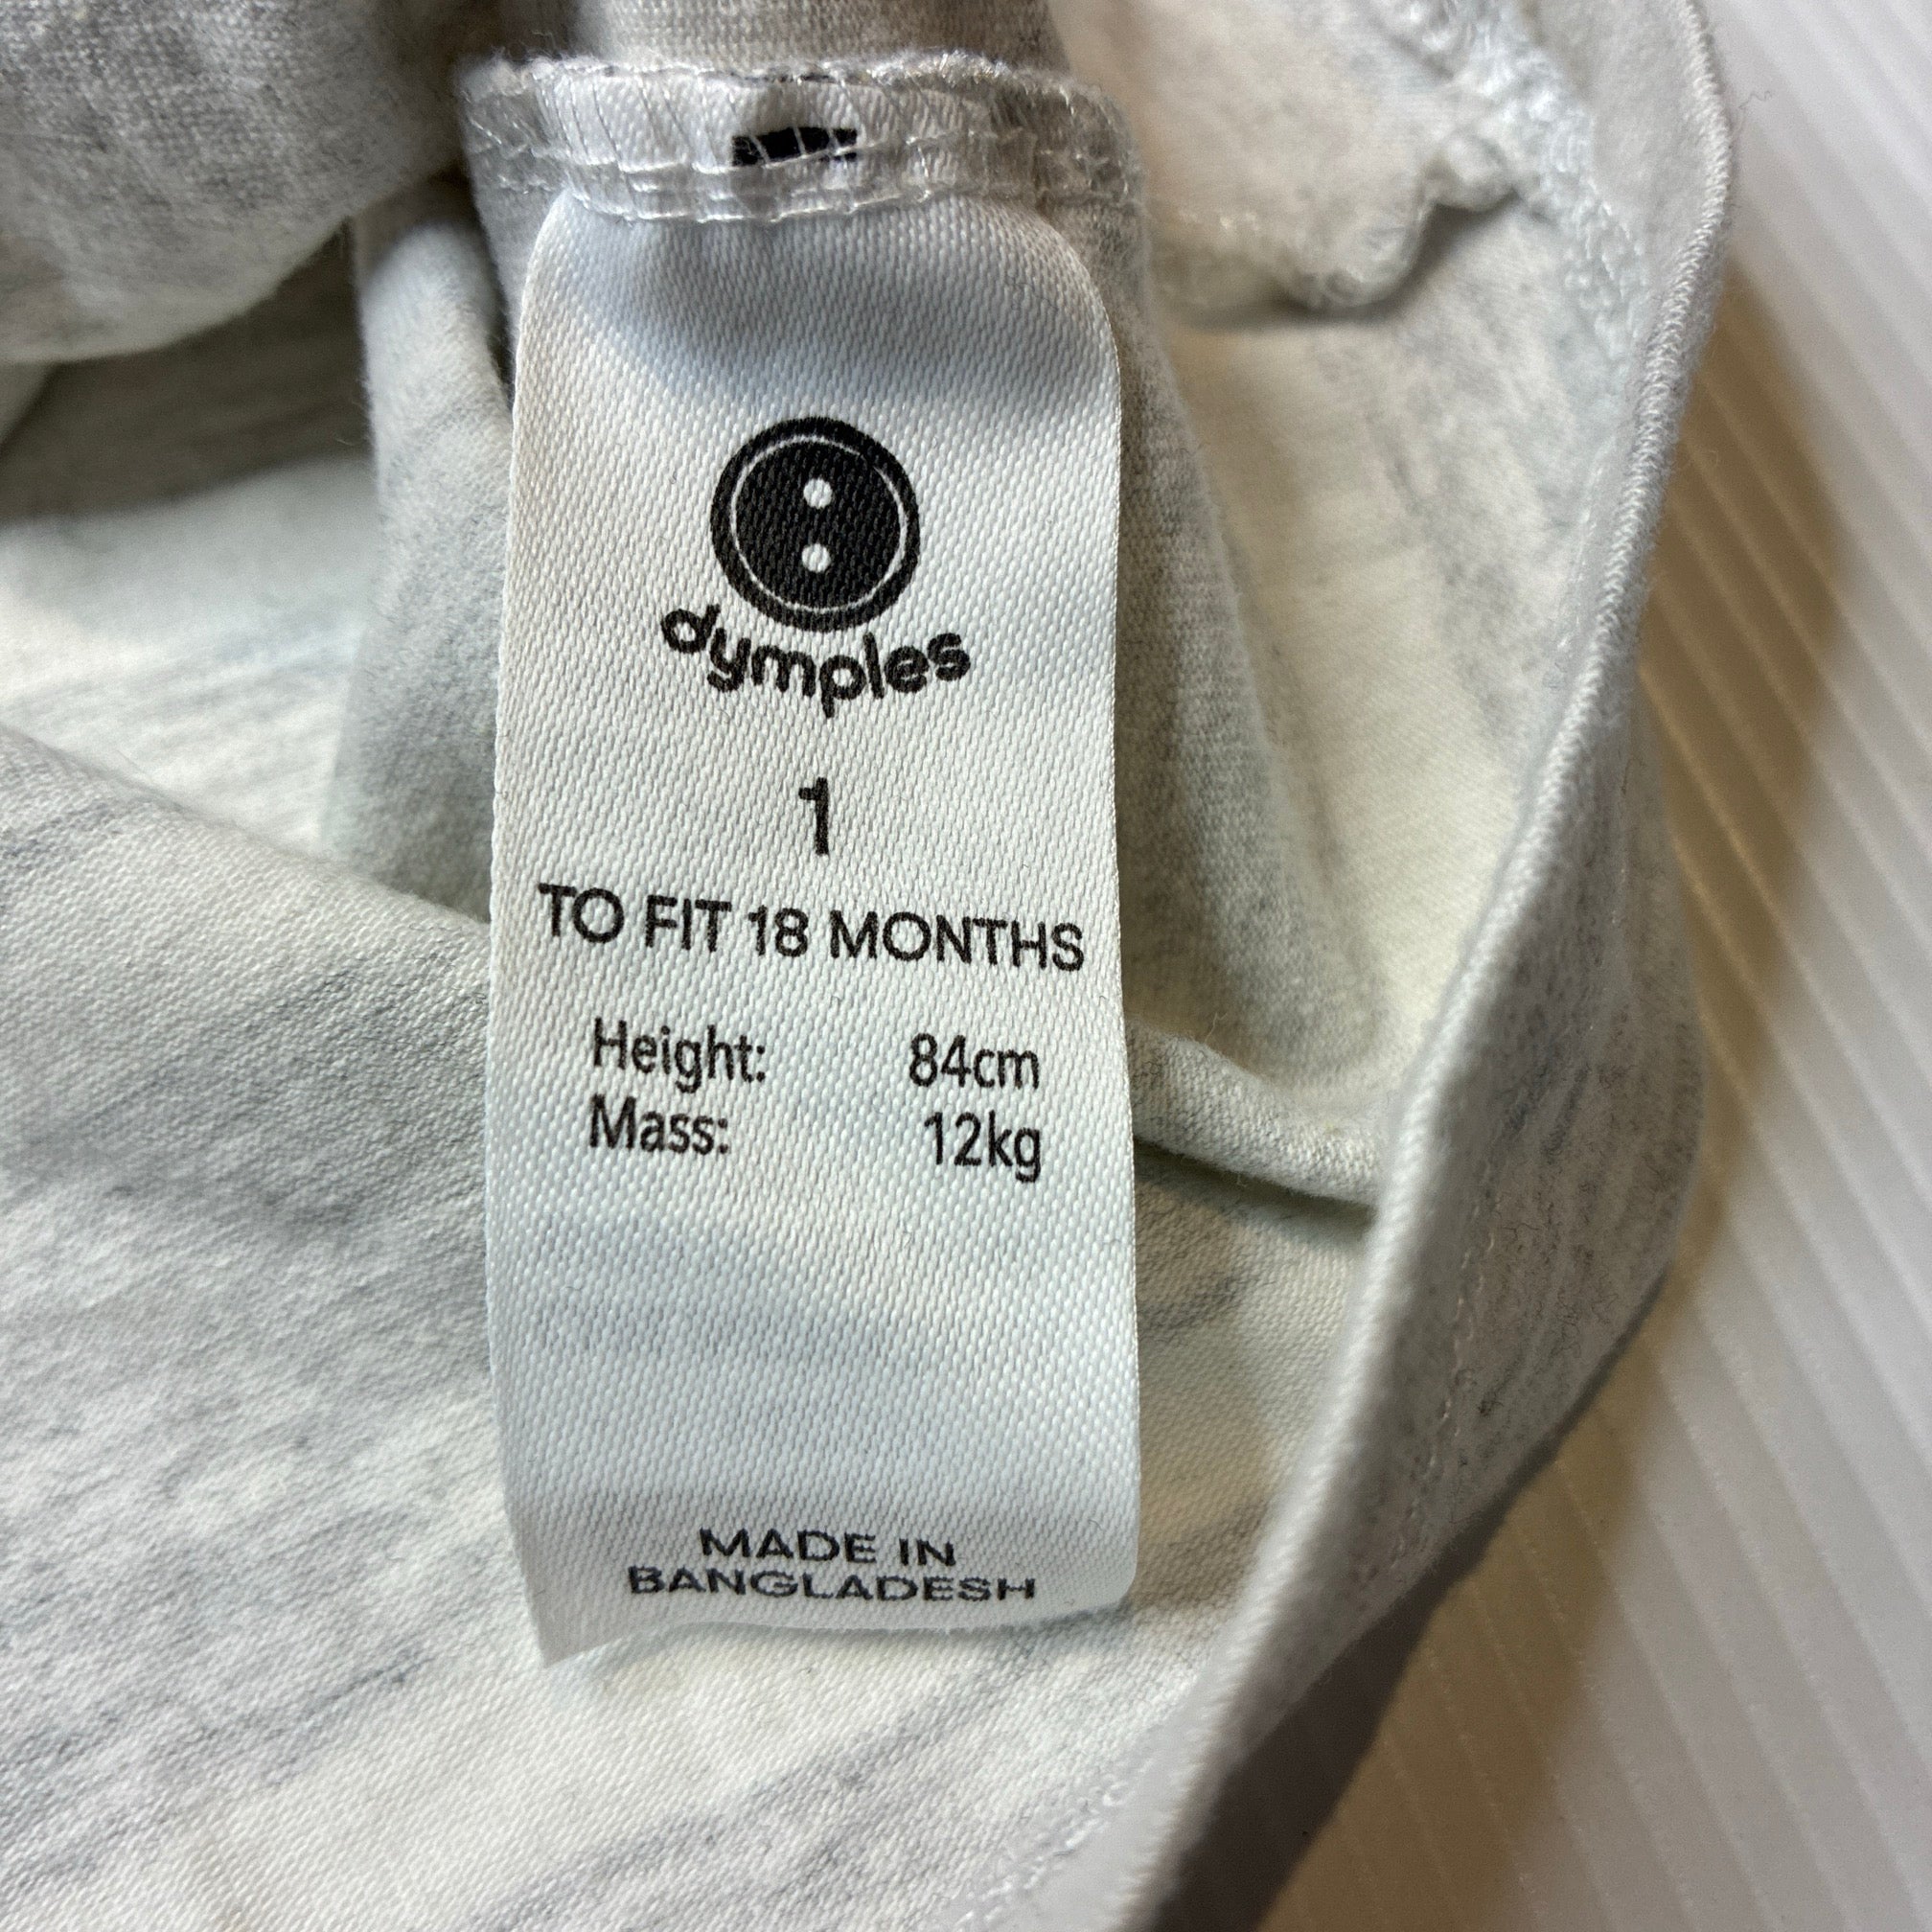 dymples
1
TO FIT 18 MONTHS
Height: 84cm
Mass: 12kg
MADE IN
BANGLADESH